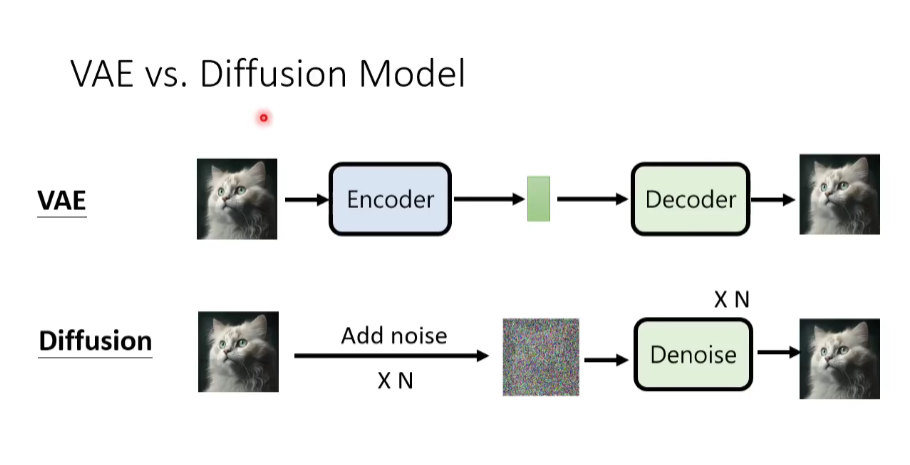 VAE vs. Diffusion Model
VAE
Encoder
Decoder
X N
Diffusion
Add noise
X N
Denoise